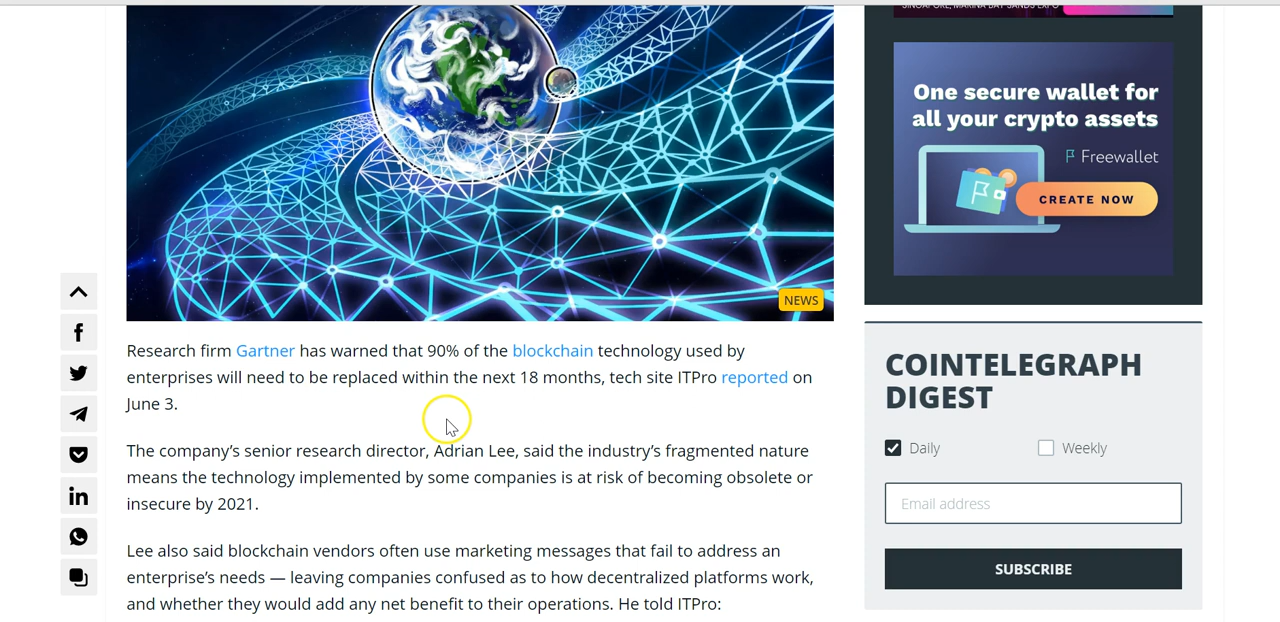 SINGAPORE, MARINA BAY SANDS EXPO
One secure wallet for
all your crypto assets
Freewallet
CREATE NOW
NEWS
Research firm Gartner has warned that 90% of the blockchain technology used by
enterprises will need to be replaced within the next 18 months, tech site ITPro reported on
June 3.
The company’s senior research director, Adrian Lee, said the industry’s fragmented nature
means the technology implemented by some companies is at risk of becoming obsolete or
insecure by 2021.
Lee also said blockchain vendors often use marketing messages that fail to address an
enterprise’s needs — leaving companies confused as to how decentralized platforms work,
and whether they would add any net benefit to their operations. He told ITPro:
COINTELEGRAPH
DIGEST
Daily
Weekly
Email address
SUBSCRIBE